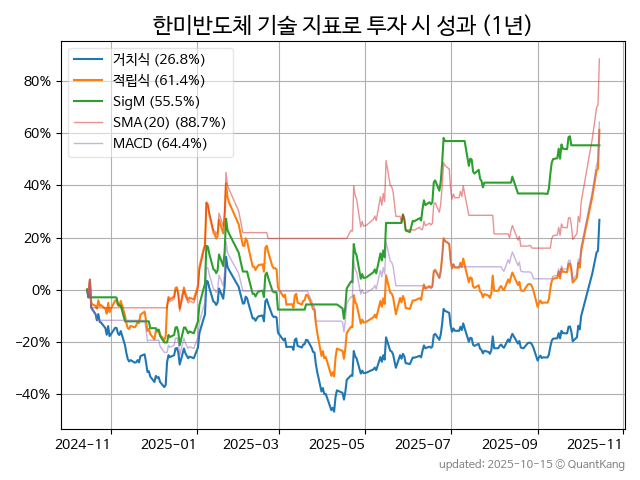 한미반도체 기술 지표로 투자 시 성과 (1년)
거치식 (26.8%)
적립식 (61.4%)
SigM (55.5%)
SMA(20) (88.7%)
MACD (64.4%)
80%
60%
40%
20%
0%
−20%
−40%
2024-11
2025-01
2025-03
2025-05
2025-07
2025-09
2025-11
updated: 2025-10-15 © QuantKang